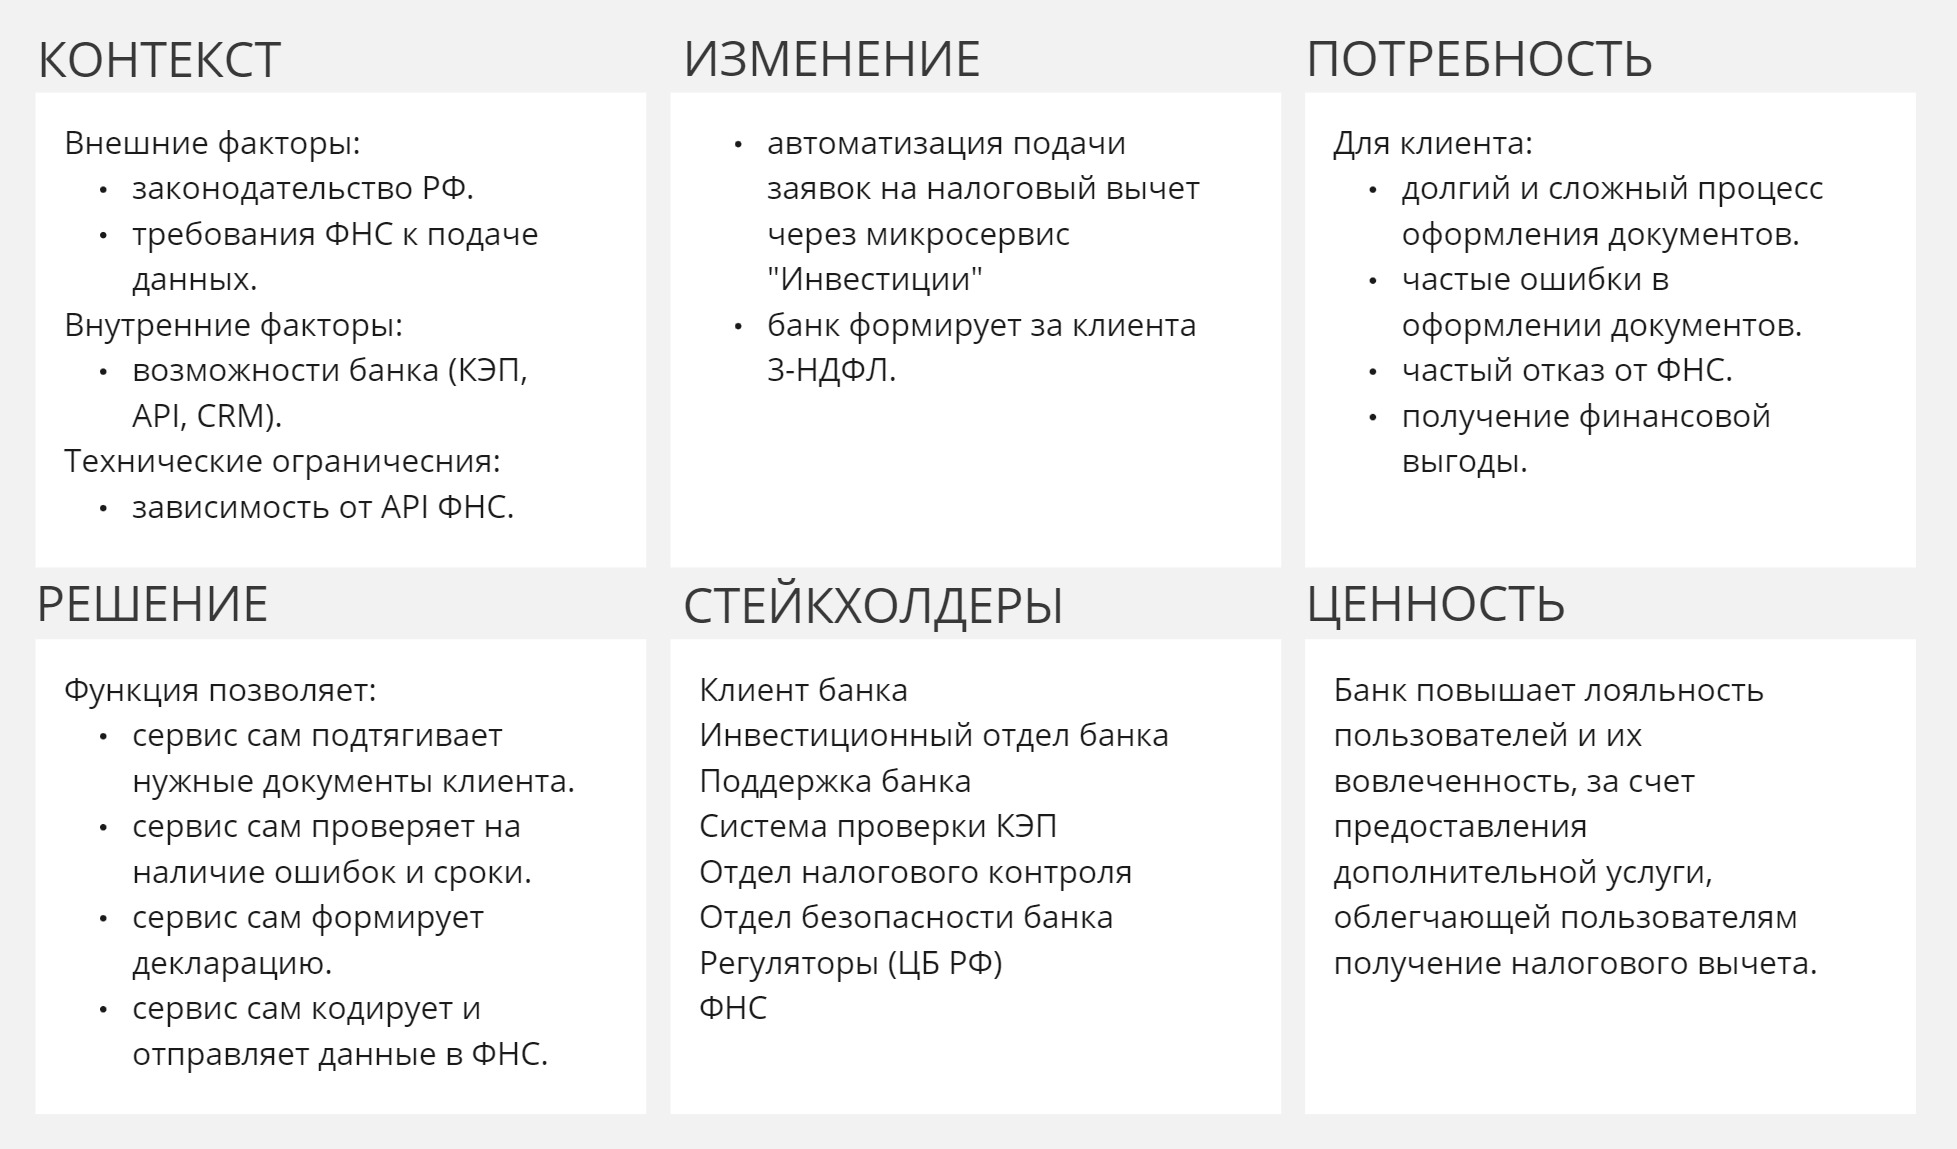 КОНТЕКСТ
Внешние факторы:
• законодательство РФ.
• требования ФНС к подаче
данных.
Внутренние факторы:
• возможности банка (КЭП,
API, CRM).
Технические ограничесния:
• зависимость от API ФНС.
ИЗМЕНЕНИЕ
• автоматизация подачи
заявок на налоговый вычет
через микросервис
"Инвестиции"
• банк формирует за клиента
3-НДФЛ.
ПОТРЕБНОСТЬ
Для клиента:
• долгий и сложный процесс
оформления документов.
• частые ошибки в
оформлении документов.
• частый отказ от ФНС.
• получение финансовой
выгоды.
РЕШЕНИЕ
Функция позволяет:
• сервис сам подтягивает
нужные документы клиента.
• сервис сам проверяет на
наличие ошибок и сроки.
• сервис сам формирует
декларацию.
• сервис сам кодирует и
отправляет данные в ФНС.
СТЕЙКХОЛДЕРЫ
Клиент банка
Инвестиционный отдел банка
Поддержка банка
Система проверки КЭП
Отдел налогового контроля
Отдел безопасности банка
Регуляторы (ЦБ РФ)
ФНС
ЦЕННОСТЬ
Банк повышает лояльность
пользователей и их
вовлеченность, за счет
предоставления
дополнительной услуги,
облегчающей пользователям
получение налогового вычета.